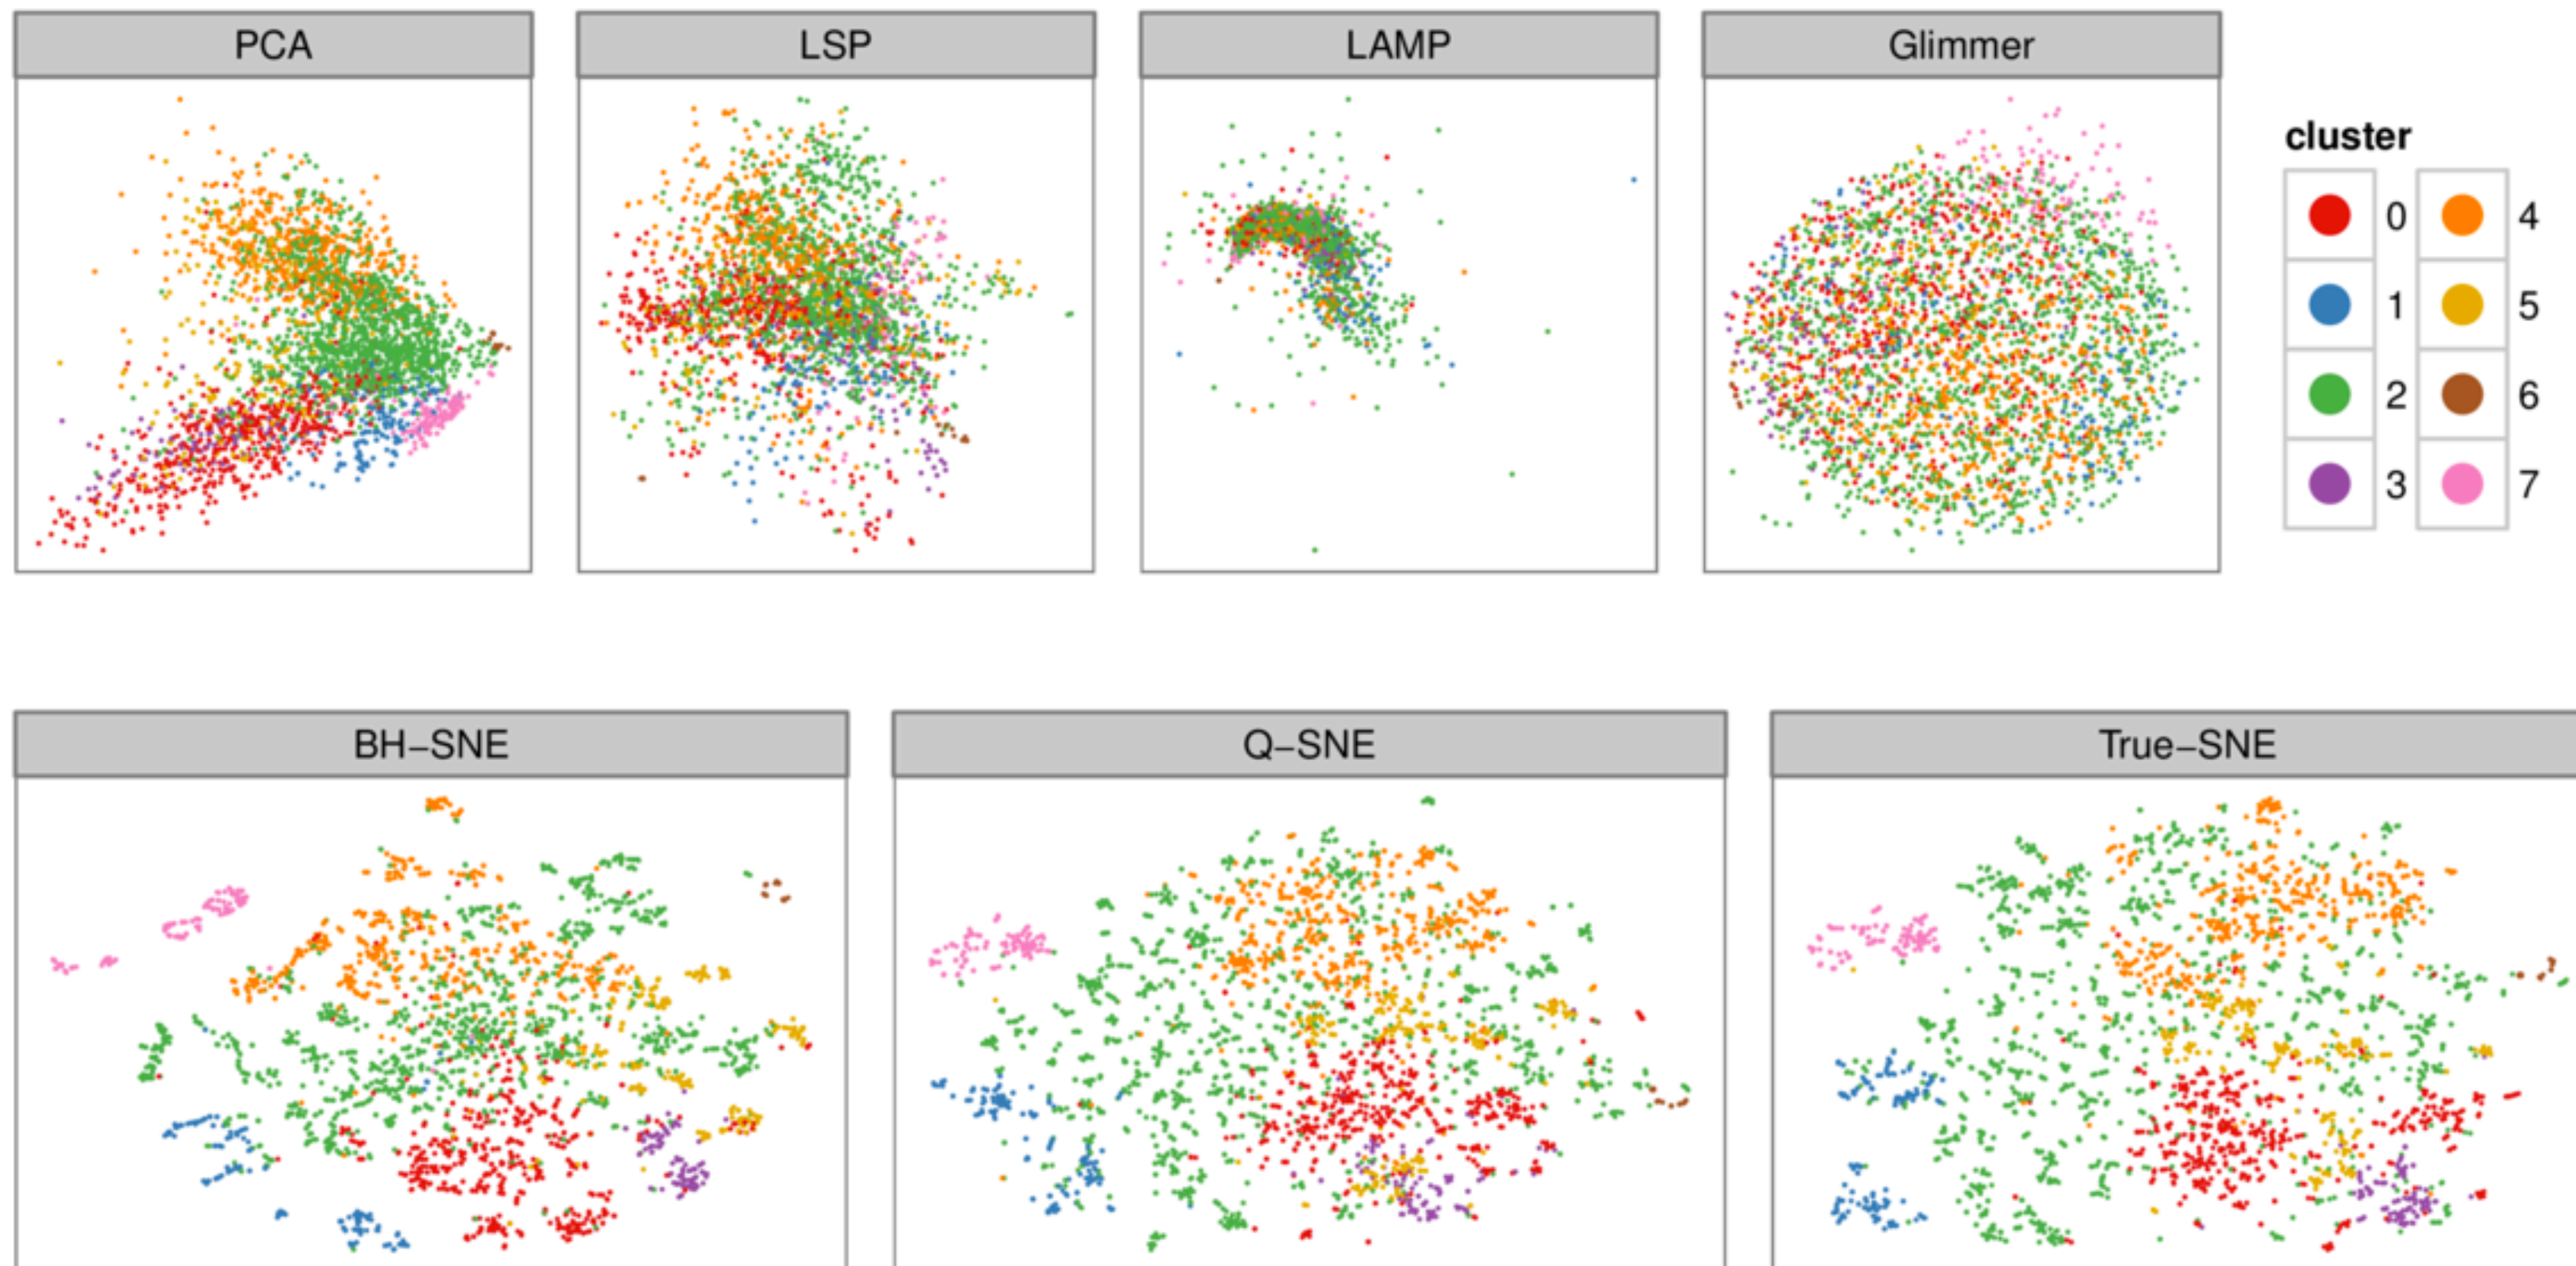 PCA
LSP
LAMP
Glimmer
cluster
0 4
1 5
2 6
3 7
BH–SNE
Q–SNE
True–SNE